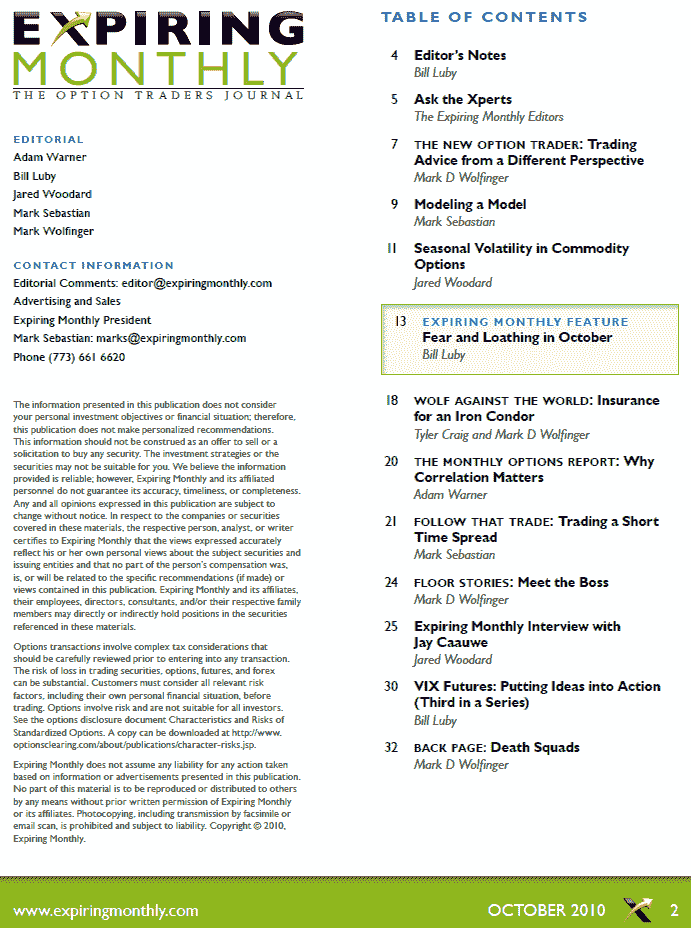 EXPIRING
MONTHLY
THE OPTION TRADERS JOURNAL
EDITORIAL
Adam Warner
Bill Luby
Jared Woodard
Mark Sebastian
Mark Wolfinger
CONTACT INFORMATION
Editorial Comments: editor@expiringmonthly.com
Advertising and Sales
Expiring Monthly President
Mark Sebastian: marks@expiringmonthly.com
Phone (773) 661 6620
The information presented in this publication does not consider
your personal investment objectives or financial situation; therefore,
this publication does not make personalized recommendations.
This information should not be construed as an offer to sell or a
solicitation to buy any security. The investment strategies or the
securities may not be suitable for you. We believe the information
provided is reliable; however, Expiring Monthly and its affiliated
personnel do not guarantee its accuracy, timeliness, or completeness.
Any and all opinions expressed in this publication are subject to
change without notice. In respect to the companies or securities
covered in these materials, the respective person, analyst, or writer
certifies to Expiring Monthly that the views expressed accurately
reflect his or her own personal views about the subject securities and
issuing entities and that no part of the person's compensation was,
is, or will be related to the specific recommendations (if made) or
views contained in this publication. Expiring Monthly and its affiliates,
their employees, directors, consultants, and/or their respective family
members may directly or indirectly hold positions in the securities
referenced in these materials.
Options transactions involve complex tax considerations that
should be carefully reviewed prior to entering into any transaction.
The risk of loss in trading securities, options, futures, and forex
can be substantial. Customers must consider all relevant risk
factors, including their own personal financial situation, before
trading. Options involve risk and are not suitable for all investors.
See the options disclosure document Characteristics and Risks of
Standardized Options. A copy can be downloaded at http://www.
optionsclearing.com/about/publications/character-risks.jsp.
Expiring Monthly does not assume any liability for any action taken
based on information or advertisements presented in this publication.
No part of this material is to be reproduced or distributed to others
by any means without prior written permission of Expiring Monthly
or its affiliates. Photocopying, including transmission by facsimile or
email scan, is prohibited and subject to liability. Copyright © 2010,
Expiring Monthly.
TABLE OF CONTENTS
4 Editor's Notes
Bill Luby
5 Ask the Xperts
The Expiring Monthly Editors
7 THE NEW OPTION TRADER: Trading
Advice from a Different Perspective
Mark D Wolfinger
9 Modeling a Model
Mark Sebastian
11 Seasonal Volatility in Commodity
Options
Jared Woodard
13 EXPIRING MONTHLY FEATURE
Fear and Loathing in October
Bill Luby
18 WOLF AGAINST THE WORLD: Insurance
for an Iron Condor
Tyler Craig and Mark D Wolfinger
20 THE MONTHLY OPTIONS REPORT: Why
Correlation Matters
Adam Warner
21 FOLLOW THAT TRADE: Trading a Short
Time Spread
Mark Sebastian
24 FLOOR STORIES: Meet the Boss
Mark D Wolfinger
25 Expiring Monthly Interview with
Jay Caauwe
Jared Woodard
30 VIX Futures: Putting Ideas into Action
(Third in a Series)
Bill Luby
32 BACK PAGE: Death Squads
Mark D Wolfinger
www.expiringmonthly.com
OCTOBER 2010 2